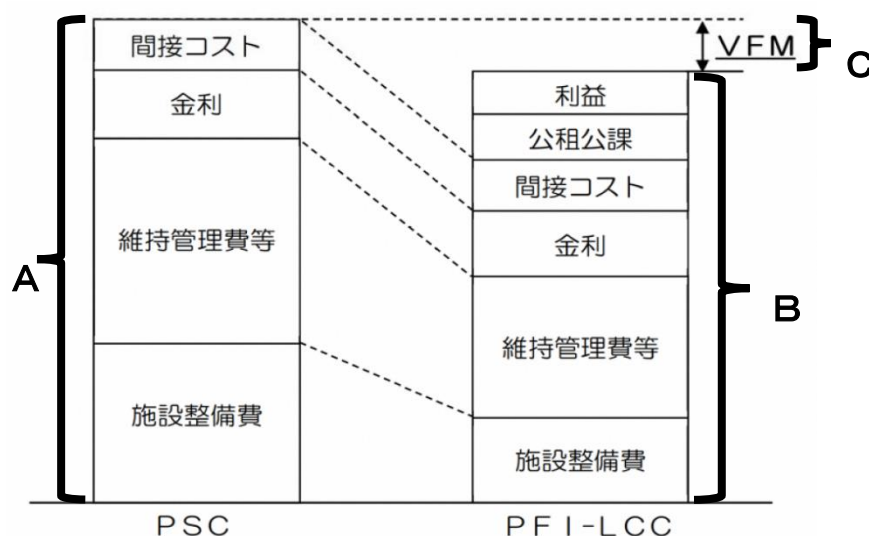 間接コスト
金利
維持管理費等
施設整備費
PSC
A
VFM
C
利益
公租公課
間接コスト
金利
維持管理費等
施設整備費
PFI-LCC
B